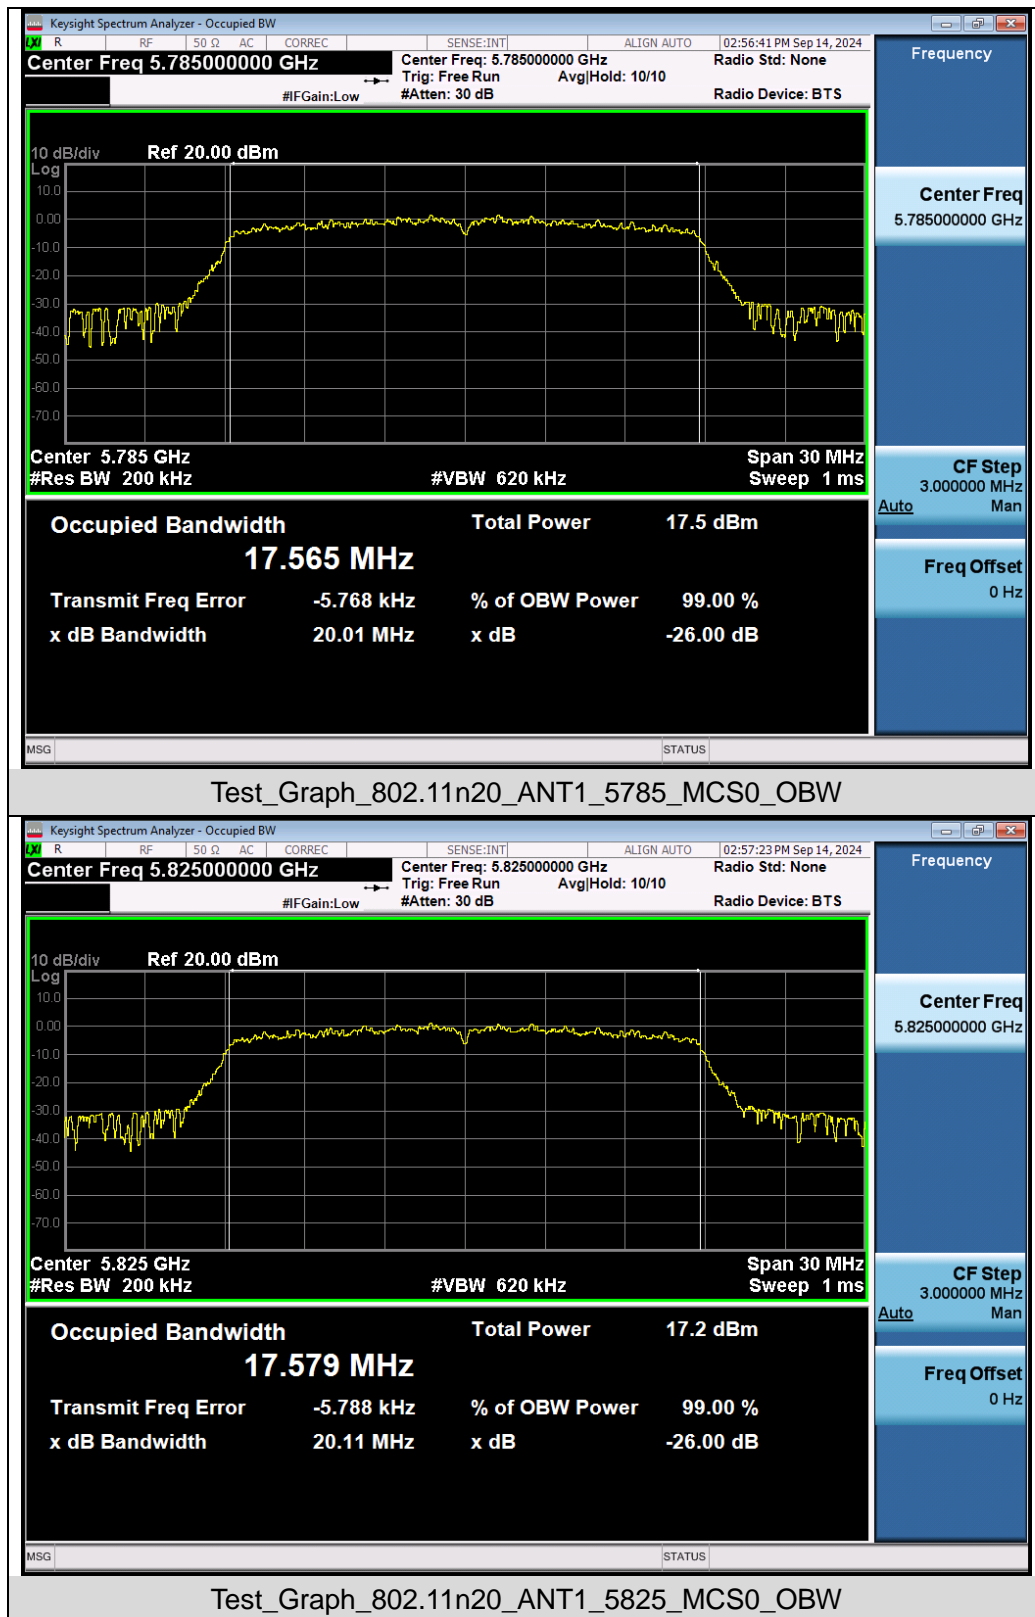 Keysight Spectrum Analyzer - Occupied BW
LXI R RF 50 Ω AC CORREC SENSE:INT ALIGN AUTO 02:56:41 PM Sep 14, 2024
Center Freq 5.785000000 GHz Center Freq: 5.785000000 GHz Radio Std: None
Trig: Free Run Avg|Hold: 10/10
#IFGain:Low #Atten: 30 dB Radio Device: BTS
Frequency
10 dB/div Ref 20.00 dBm
Log
10.0
0.00
-10.0
-20.0
-30.0
-40.0
-50.0
-60.0
-70.0
Center 5.785 GHz Span 30 MHz
#Res BW 200 kHz #VBW 620 kHz Sweep 1 ms
Center Freq
5.785000000 GHz
CF Step
3.000000 MHz
Auto Man
Freq Offset
0 Hz
Occupied Bandwidth Total Power 17.5 dBm
17.565 MHz
Transmit Freq Error -5.768 kHz % of OBW Power 99.00 %
x dB Bandwidth 20.01 MHz x dB -26.00 dB
MSG STATUS
Test_Graph_802.11n20_ANT1_5785_MCS0_OBW
Keysight Spectrum Analyzer - Occupied BW
LXI R RF 50 Ω AC CORREC SENSE:INT ALIGN AUTO 02:57:23 PM Sep 14, 2024
Center Freq 5.825000000 GHz Center Freq: 5.825000000 GHz Radio Std: None
Trig: Free Run Avg|Hold: 10/10
#IFGain:Low #Atten: 30 dB Radio Device: BTS
Frequency
10 dB/div Ref 20.00 dBm
Log
10.0
0.00
-10.0
-20.0
-30.0
-40.0
-50.0
-60.0
-70.0
Center 5.825 GHz Span 30 MHz
#Res BW 200 kHz #VBW 620 kHz Sweep 1 ms
Center Freq
5.825000000 GHz
CF Step
3.000000 MHz
Auto Man
Freq Offset
0 Hz
Occupied Bandwidth Total Power 17.2 dBm
17.579 MHz
Transmit Freq Error -5.788 kHz % of OBW Power 99.00 %
x dB Bandwidth 20.11 MHz x dB -26.00 dB
MSG STATUS
Test_Graph_802.11n20_ANT1_5825_MCS0_OBW